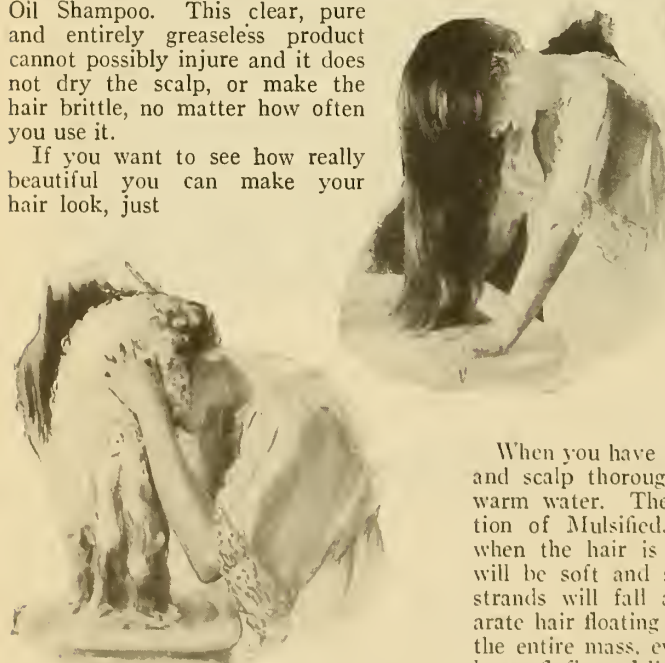 Oil Shampoo. This clear, pure
and entirely greaseless product
cannot possibly injure and it does
not dry the scalp, or make the
hair brittle, no matter how often
you use it.
If you want to see how really
beautiful you can make your
hair look, just
When you have
and scalp
warm water.
tion of Mulsified.
when the hair is
will be soft and
strands will fall
arate hair floating
the entire mass,